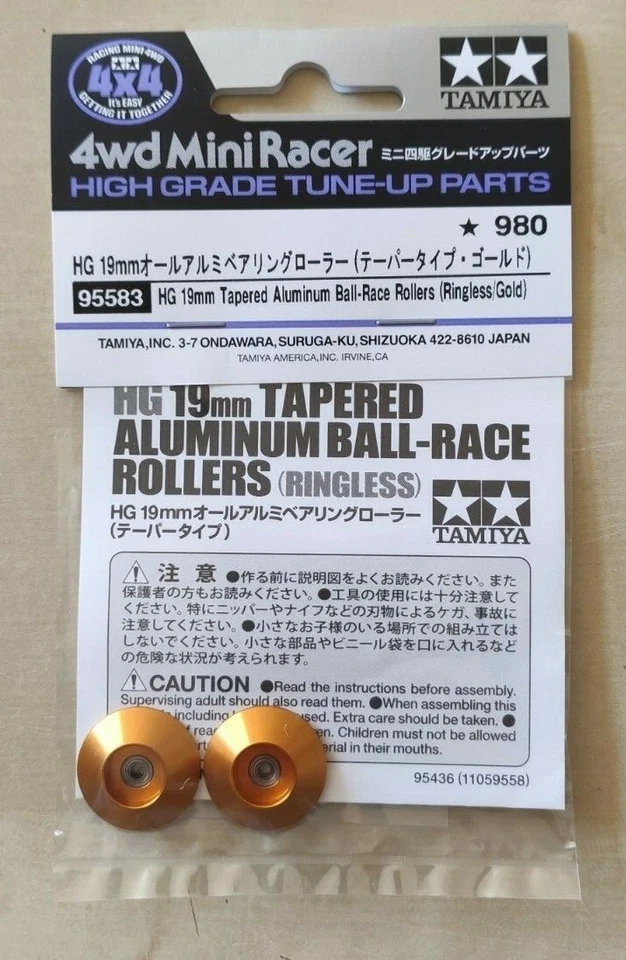 RACING MINI 4WD
4x4
It's EASY
GETTING IT TOGETHER
TAMIYA
4wd Mini Racer ミニ四駆グレードアップパーツ
HIGH GRADE TUNE-UP PARTS
★ 980
HG 19mmオールアルミベアリングローラー (テーパータイプ・ゴールド)
95583 HG 19mm Tapered Aluminum Ball-Race Rollers (Ringless/Gold)
TAMIYA,INC. 3-7 ONDAWARA, SURUGA-KU, SHIZUOKA 422-8610 JAPAN
TAMIYA AMERICA,INC. IRVINE,CA
HG 19mm TAPERED
ALUMINUM BALL-RACE
ROLLERS (RINGLESS)
HG 19mmオールアルミベアリングローラー
(テーパータイプ)
TAMIYA
注意 ●作る前に説明図をよくお読みください。また
保護者の方もお読みください。●工具の使用には十分注意して
ください。特にニッパーやナイフなどの刃物によるケガ、事故に
注意してください。●小さなお子様のいる場所での組み立ては
しないでください。小さな部品やビニール袋を口に入れるなど
の危険な状況が考えられます。
CAUTION ●Read the instructions before assembly.
Supervising adult should also read them. ●When assembling this
including used. Extra care should be taken. ●
of Children must not be allowed
in their mouths.
95436 (11059558)